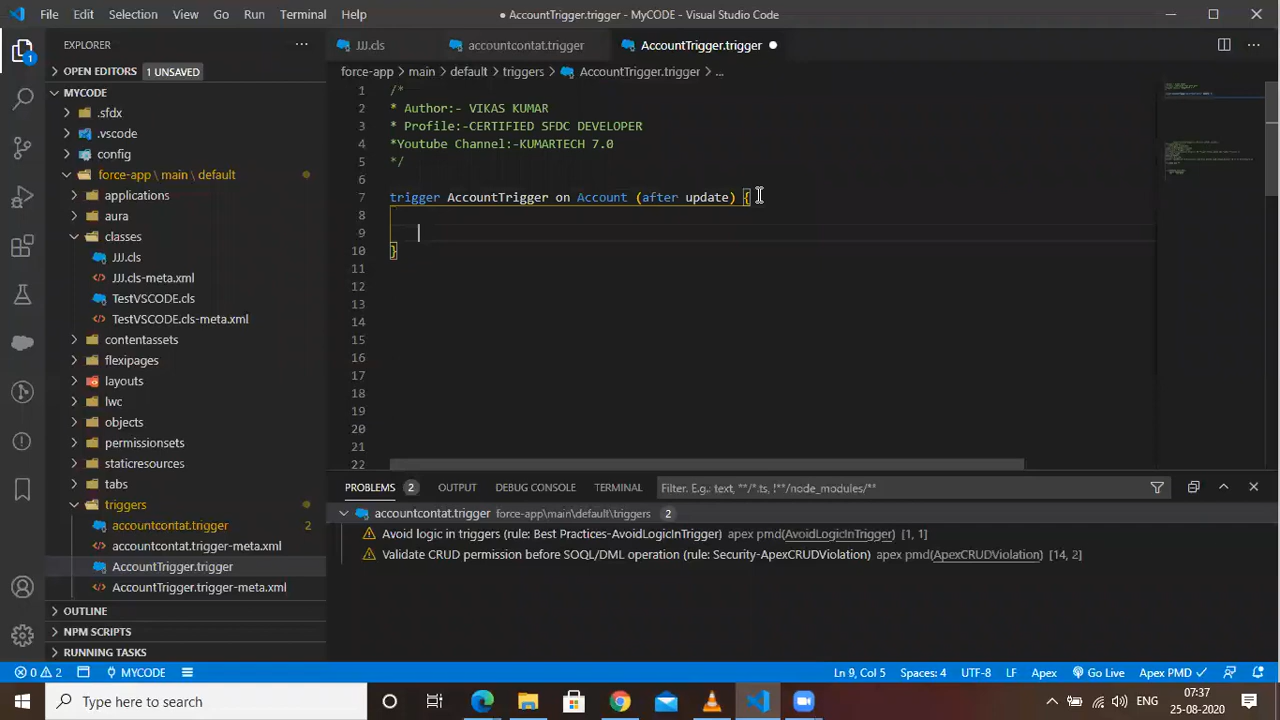 File Edit Selection View Go Run Terminal Help
● AccountTrigger.trigger - MyCODE - Visual Studio Code
EXPLORER
OPEN EDITORS 1 UNSAVED
MYCODE
.sfdx
.vscode
config
force-app \ main \ default
applications
aura
classes
JJJ.cls
JJJ.cls-meta.xml
TestVSCODE.cls
TestVSCODE.cls-meta.xml
contentassets
flexipages
layouts
lwc
objects
permissionsets
staticresources
tabs
triggers
accountcontat.trigger 2
accountcontat.trigger-meta.xml
AccountTrigger.trigger
AccountTrigger.trigger-meta.xml
OUTLINE
NPM SCRIPTS
RUNNING TASKS
1
JJJ.cls accountcontat.trigger AccountTrigger.trigger ●
force-app > main > default > triggers > AccountTrigger.trigger > ...
1 /*
2 * Author:- VIKAS KUMAR
3 * Profile:-CERTIFIED SFDC DEVELOPER
4 *Youtube Channel:-KUMARTECH 7.0
5 */
6
7 trigger AccountTrigger on Account (after update) {
8
9
10 }
11
12
13
14
15
16
17
18
19
20
21
22
PROBLEMS 2 OUTPUT DEBUG CONSOLE TERMINAL Filter. E.g.: text, **/*.ts, !**/node_modules/**
accountcontat.trigger force-app\main\default\triggers 2
Avoid logic in triggers (rule: Best Practices-AvoidLogicInTrigger) apex pmd(AvoidLogicInTrigger) [1, 1]
Validate CRUD permission before SOQL/DML operation (rule: Security-ApexCRUDViolation) apex pmd(ApexCRUDViolation) [14, 2]
0 2 MYCODE Ln 9, Col 5 Spaces: 4 UTF-8 LF Apex Go Live Apex PMD ✓
Type here to search
ENG
07:37
25-08-2020